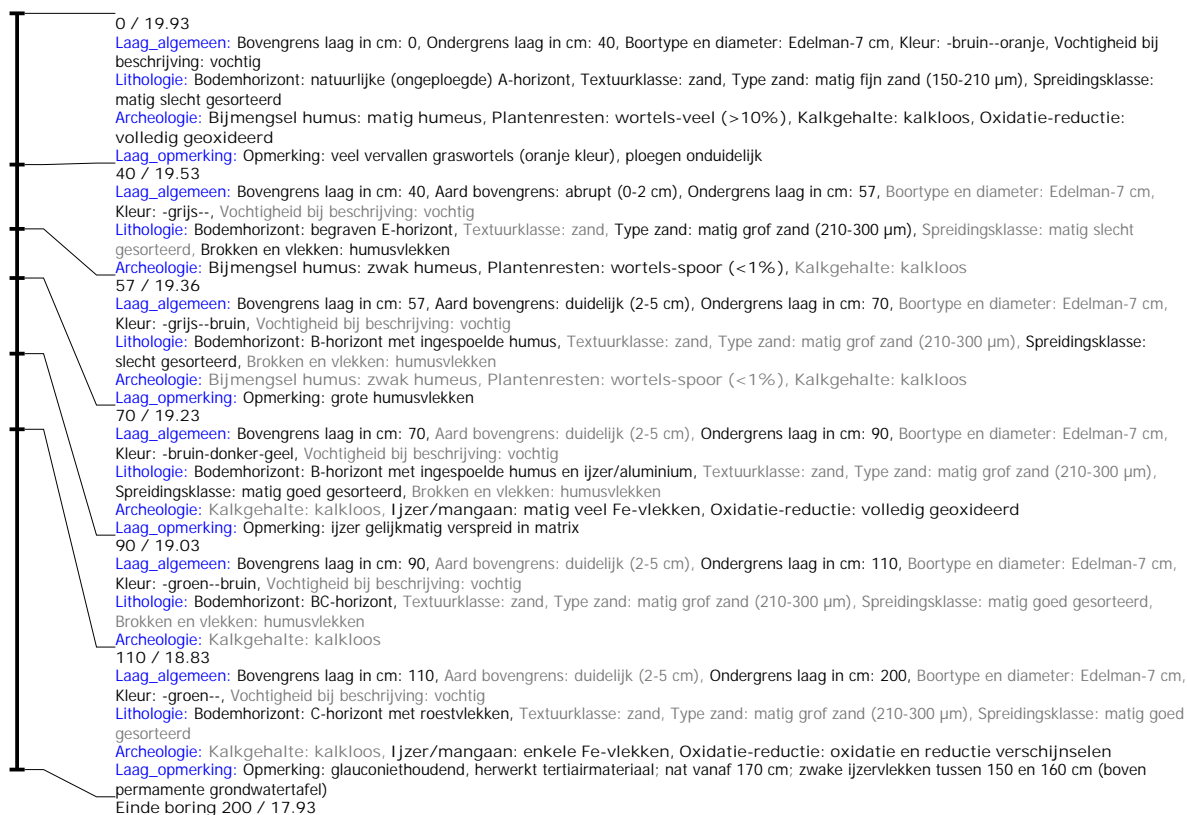 0 / 19.93
Laag_algemeen: Bovengrens laag in cm: 0, Ondergrens laag in cm: 40, Boortype en diameter: Edelman-7 cm, Kleur: -bruin--oranje, Vochtigheid bij
beschrijving: vochtig
Lithologie: Bodemhorizont: natuurlijke (ongeploegde) A-horizont, Textuurklasse: zand, Type zand: matig fijn zand (150-210 µm), Spreidingsklasse:
matig slecht gesorteerd
Archeologie: Bijmengsel humus: matig humeus, Plantenresten: wortels-veel (>10%), Kalkgehalte: kalkloos, Oxidatie-reductie:
volledig geoxideerd
Laag_opmerking: Opmerking: veel vervallen graswortels (oranje kleur), ploegen onduidelijk
40 / 19.53
Laag_algemeen: Bovengrens laag in cm: 40, Aard bovengrens: abrupt (0-2 cm), Ondergrens laag in cm: 57, Boortype en diameter: Edelman-7 cm,
Kleur: -grijs--, Vochtigheid bij beschrijving: vochtig
Lithologie: Bodemhorizont: begraven E-horizont, Textuurklasse: zand, Type zand: matig grof zand (210-300 µm), Spreidingsklasse: matig slecht
gesorteerd, Brokken en vlekken: humusvlekken
Archeologie: Bijmengsel humus: zwak humeus, Plantenresten: wortels-spoor (<1%), Kalkgehalte: kalkloos
57 / 19.36
Laag_algemeen: Bovengrens laag in cm: 57, Aard bovengrens: duidelijk (2-5 cm), Ondergrens laag in cm: 70, Boortype en diameter: Edelman-7 cm,
Kleur: -grijs--bruin, Vochtigheid bij beschrijving: vochtig
Lithologie: Bodemhorizont: B-horizont met ingespoelde humus, Textuurklasse: zand, Type zand: matig grof zand (210-300 µm), Spreidingsklasse:
slecht gesorteerd, Brokken en vlekken: humusvlekken
Archeologie: Bijmengsel humus: zwak humeus, Plantenresten: wortels-spoor (<1%), Kalkgehalte: kalkloos
Laag_opmerking: Opmerking: grote humusvlekken
70 / 19.23
Laag_algemeen: Bovengrens laag in cm: 70, Aard bovengrens: duidelijk (2-5 cm), Ondergrens laag in cm: 90, Boortype en diameter: Edelman-7 cm,
Kleur: -bruin-donker-geel, Vochtigheid bij beschrijving: vochtig
Lithologie: Bodemhorizont: B-horizont met ingespoelde humus en ijzer/aluminium, Textuurklasse: zand, Type zand: matig grof zand (210-300 µm),
Spreidingsklasse: matig goed gesorteerd, Brokken en vlekken: humusvlekken
Archeologie: Kalkgehalte: kalkloos, Ijzer/mangaan: matig veel Fe-vlekken, Oxidatie-reductie: volledig geoxideerd
Laag_opmerking: Opmerking: ijzer gelijkmatig verspreid in matrix
90 / 19.03
Laag_algemeen: Bovengrens laag in cm: 90, Aard bovengrens: duidelijk (2-5 cm), Ondergrens laag in cm: 110, Boortype en diameter: Edelman-7 cm,
Kleur: -groen--bruin, Vochtigheid bij beschrijving: vochtig
Lithologie: Bodemhorizont: BC-horizont, Textuurklasse: zand, Type zand: matig grof zand (210-300 µm), Spreidingsklasse: matig goed gesorteerd,
Brokken en vlekken: humusvlekken
Archeologie: Kalkgehalte: kalkloos
110 / 18.83
Laag_algemeen: Bovengrens laag in cm: 110, Aard bovengrens: duidelijk (2-5 cm), Ondergrens laag in cm: 200, Boortype en diameter: Edelman-7 cm,
Kleur: -groen--, Vochtigheid bij beschrijving: vochtig
Lithologie: Bodemhorizont: C-horizont met roestvlekken, Textuurklasse: zand, Type zand: matig grof zand (210-300 µm), Spreidingsklasse: matig goed
gesorteerd
Archeologie: Kalkgehalte: kalkloos, Ijzer/mangaan: enkele Fe-vlekken, Oxidatie-reductie: oxidatie en reductie verschijnselen
Laag_opmerking: Opmerking: glauconiethoudend, herwerkt tertiairmateriaal; nat vanaf 170 cm; zwake ijzervlekken tussen 150 en 160 cm (boven
permamente grondwatertafel)
Einde boring 200 / 17.93